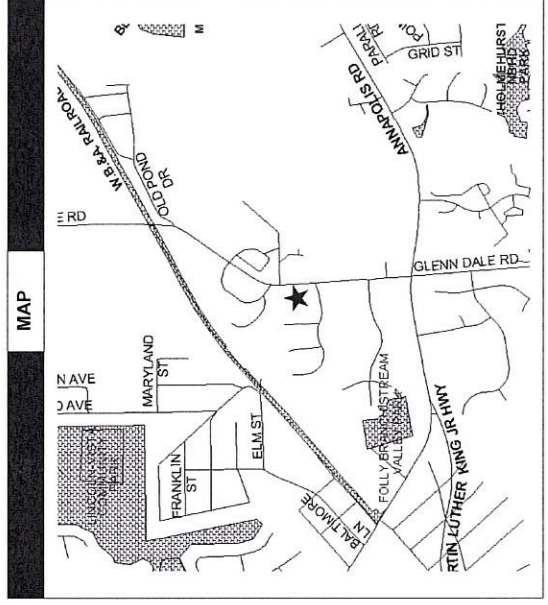 MAP
W.B.&A. RAILROAD
OLD POND
DR
E RD
N AVE
D AVE
MARYLAND
ST
ELM ST
FRANKLIN
ST
BALTIMORE
LN
FOLLY BRANCH STREAM
VALLEY PARK
RTIN LUTHER KING JR HWY
GLENN DALE RD
ANNAPOLIS RD
GRID ST
HOLMEHURST
NBHD
PARK
M